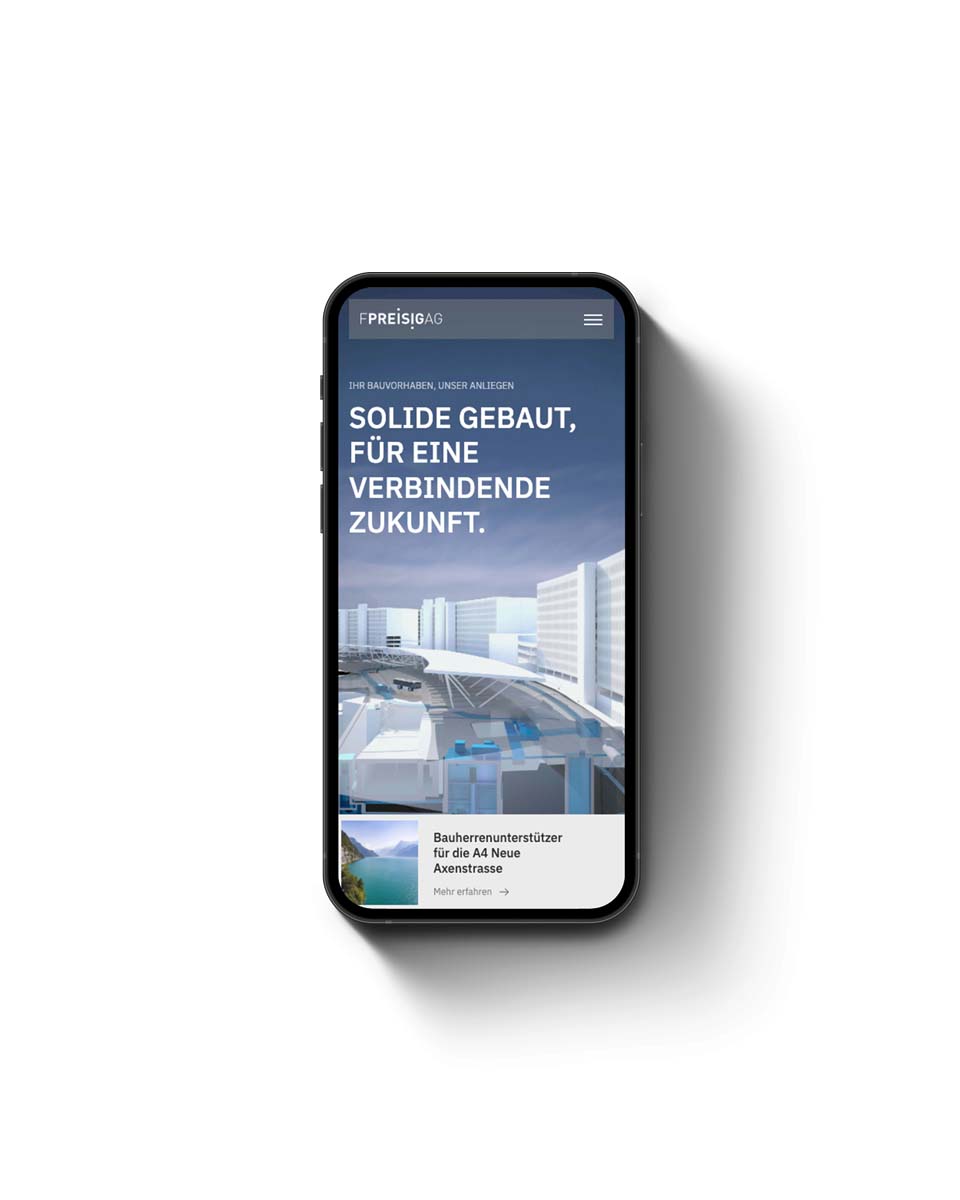 FPREISIGAG
IHR BAUVORHABEN, UNSER ANLIEGEN
SOLIDE GEBAUT,
FÜR EINE
VERBINDENDE
ZUKUNFT.
Bauherrenunterstützer
für die A4 Neue
Axenstrasse
Mehr erfahren